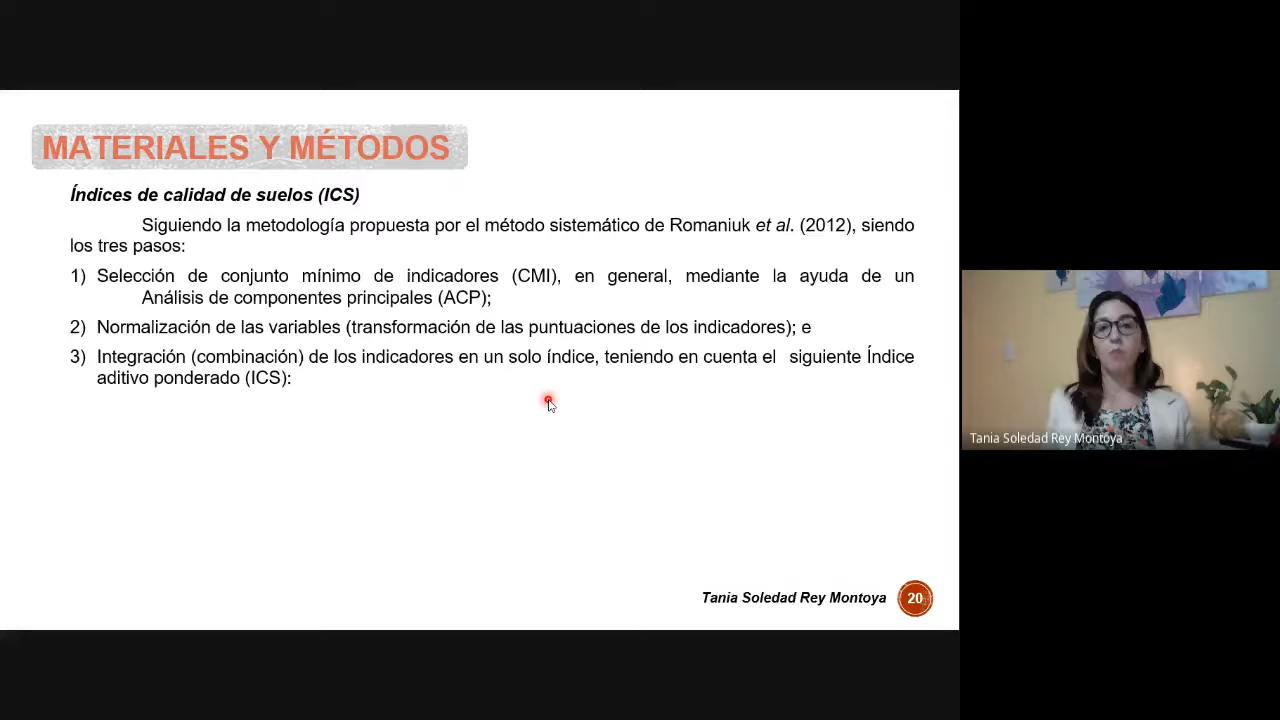 MATERIALES Y MÉTODOS
Índices de calidad de suelos (ICS)
Siguiendo la metodología propuesta por el método sistemático de Romaniuk et al. (2012), siendo
los tres pasos:
1) Selección de conjunto mínimo de indicadores (CMI), en general, mediante la ayuda de un
Análisis de componentes principales (ACP);
2) Normalización de las variables (transformación de las puntuaciones de los indicadores); e
3) Integración (combinación) de los indicadores en un solo índice, teniendo en cuenta el siguiente Índice
aditivo ponderado (ICS):
Tania Soledad Rey Montoya
20
Tania Soledad Rey Montoya